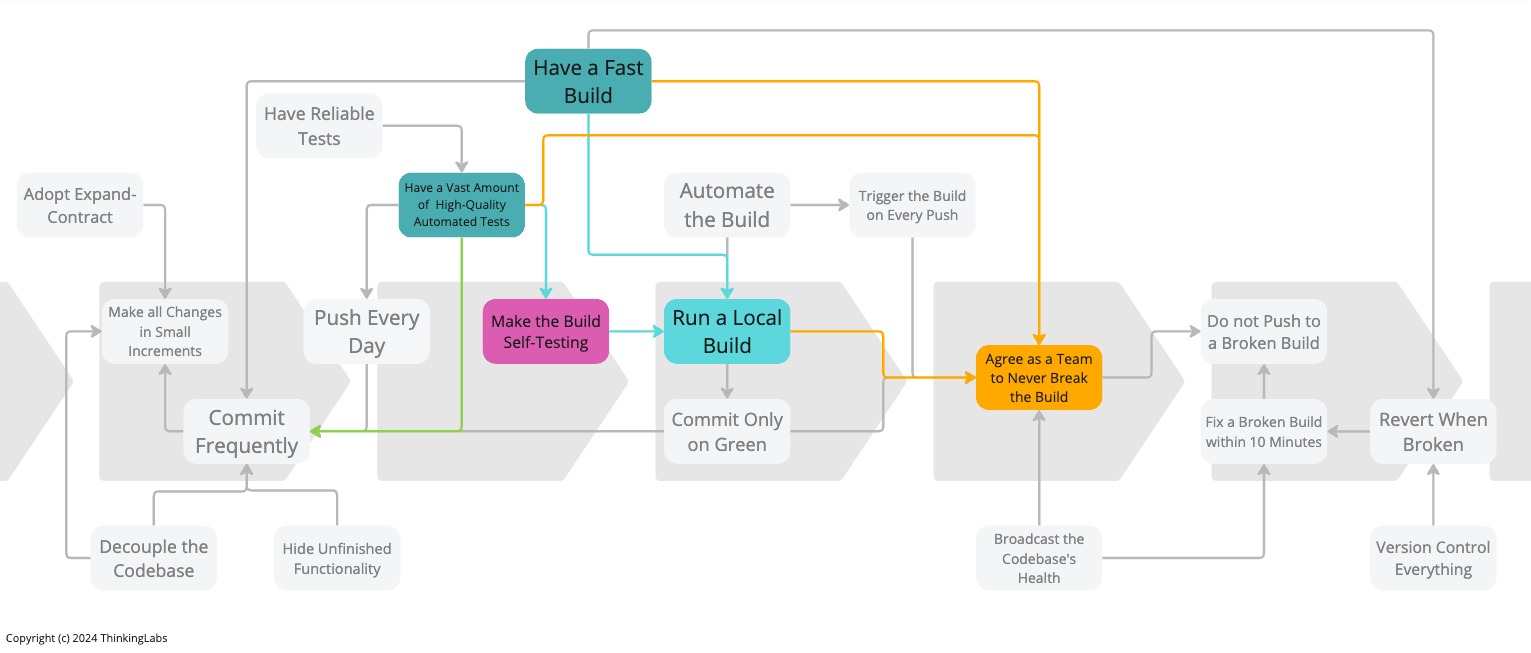 Have a Fast
Build
Have Reliable
Tests
Adopt Expand-
Contract
Have a Vast Amount
of High-Quality
Automated Tests
Automate
the Build
Trigger the Build
on Every Push
Make all Changes
in Small
Increments
Push Every
Day
Make the Build
Self-Testing
Run a Local
Build
Agree as a Team
to Never Break
the Build
Do not Push to
a Broken Build
Commit
Frequently
Commit Only
on Green
Fix a Broken Build
within 10 Minutes
Revert When
Broken
Decouple the
Codebase
Hide Unfinished
Functionality
Broadcast the
Codebase's
Health
Version Control
Everything
Copyright (c) 2024 ThinkingLabs